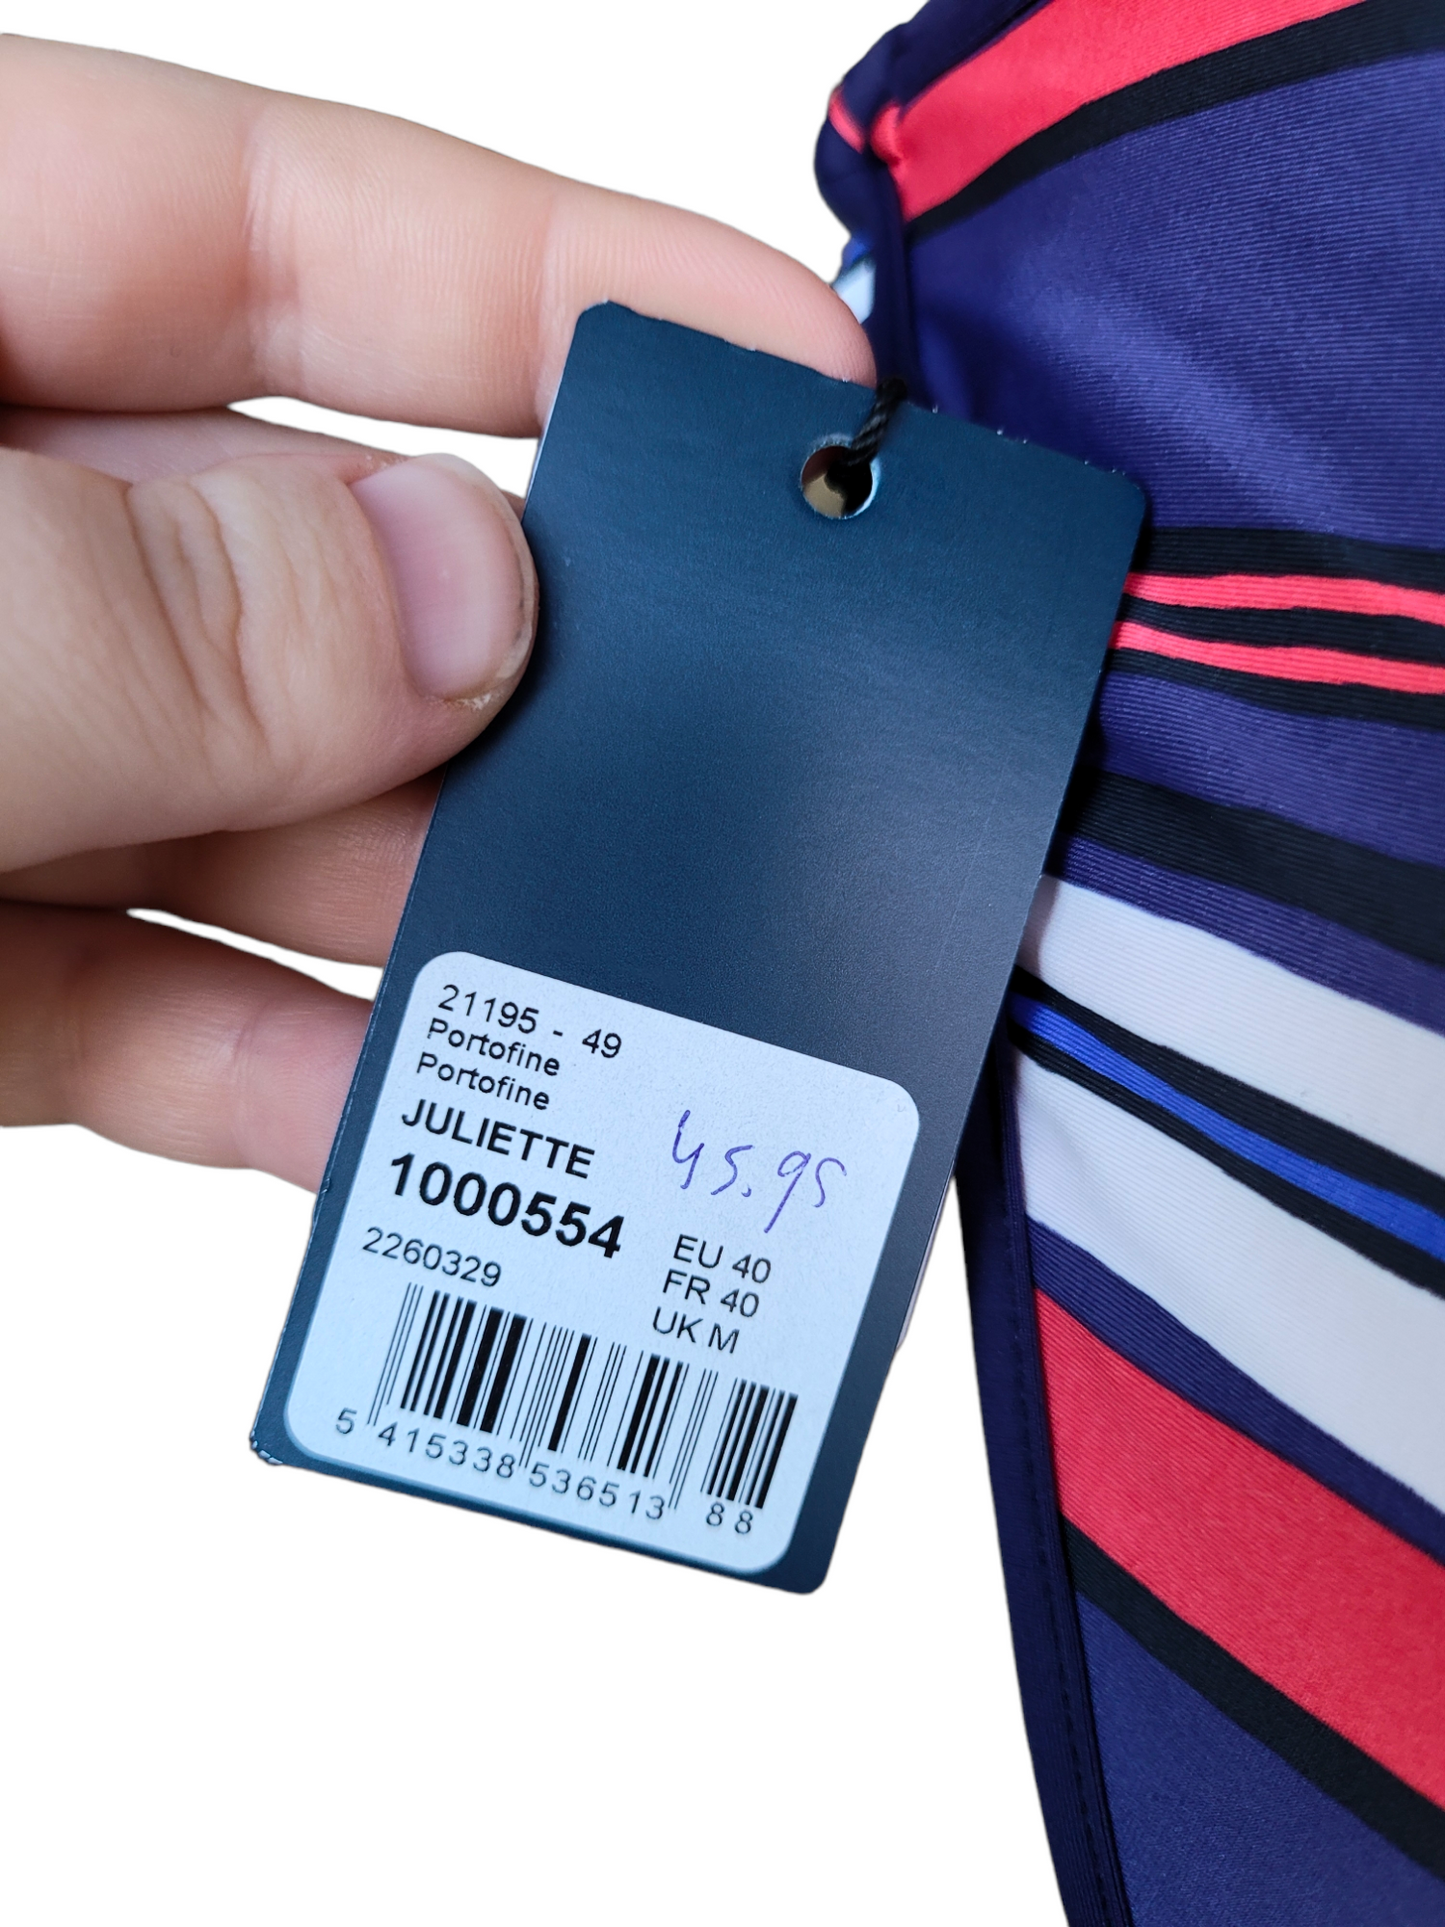 21195 - 49
Portofine
Portofine
JULIETTE
45.95
1000554
2260329
EU 40
FR 40
UK M
5 415338 536513 88